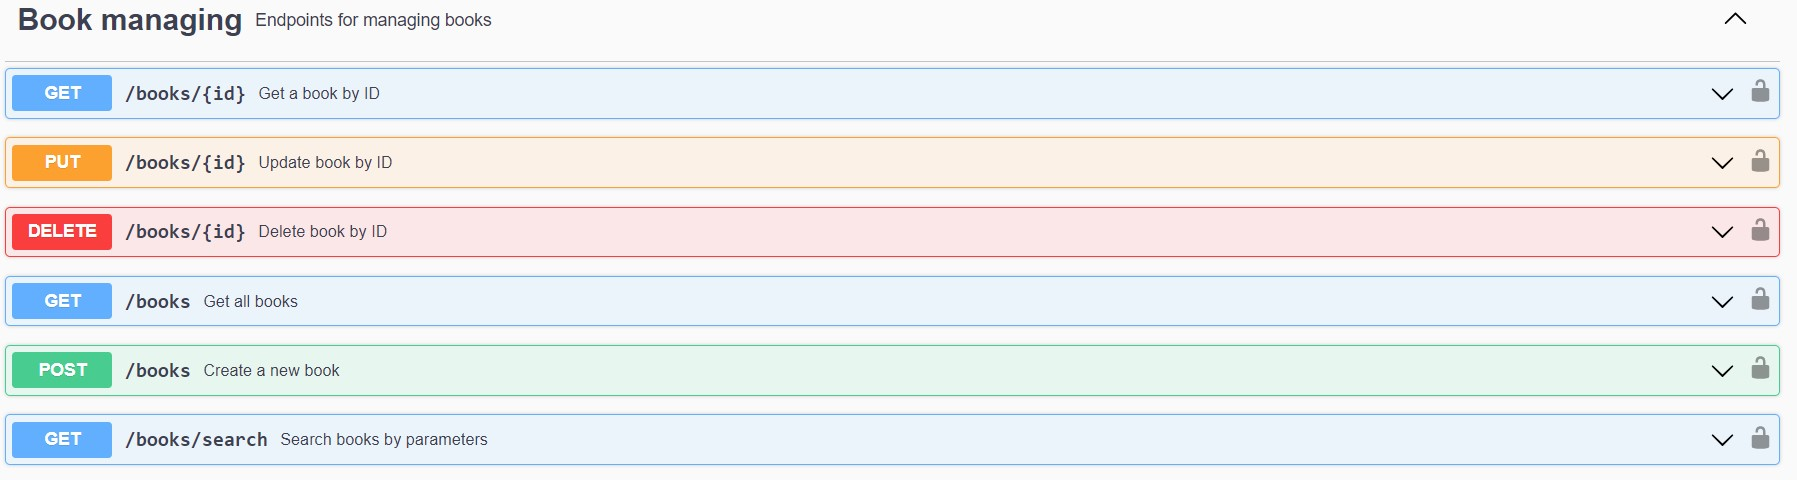 Book managing Endpoints for managing books
GET /books/{id} Get a book by ID
PUT /books/{id} Update book by ID
DELETE /books/{id} Delete book by ID
GET /books Get all books
POST /books Create a new book
GET /books/search Search books by parameters